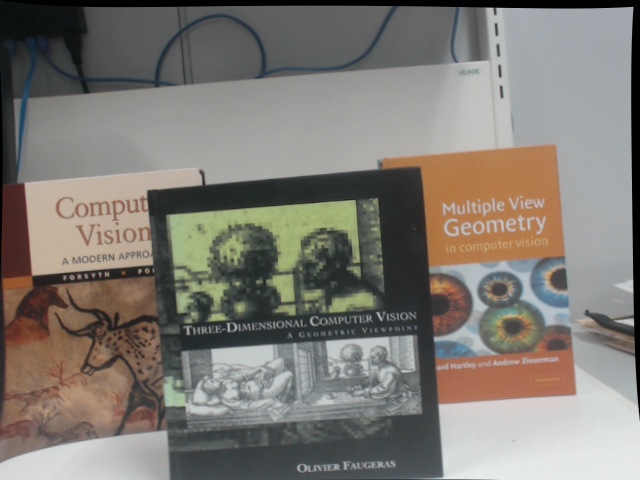 Comput
Vision
A MODERN APPROA
FORSYTH • PO
THREE-DIMENSIONAL COMPUTER VISION
A GEOMETRIC VIEWPOINT
OLIVIER FAUGERAS
Multiple View
Geometry
in computer vision
ard Hartley and Andrew Zisserman